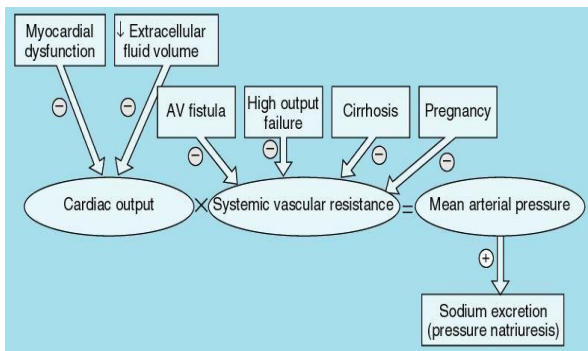 Myocardial
dysfunction
↓ Extracellular
fluid volume
AV fistula
High output
failure
Cirrhosis
Pregnancy
−
−
−
−
−
−
Cardiac output
×
Systemic vascular resistance
=
Mean arterial pressure
+
Sodium excretion
(pressure natriuresis)